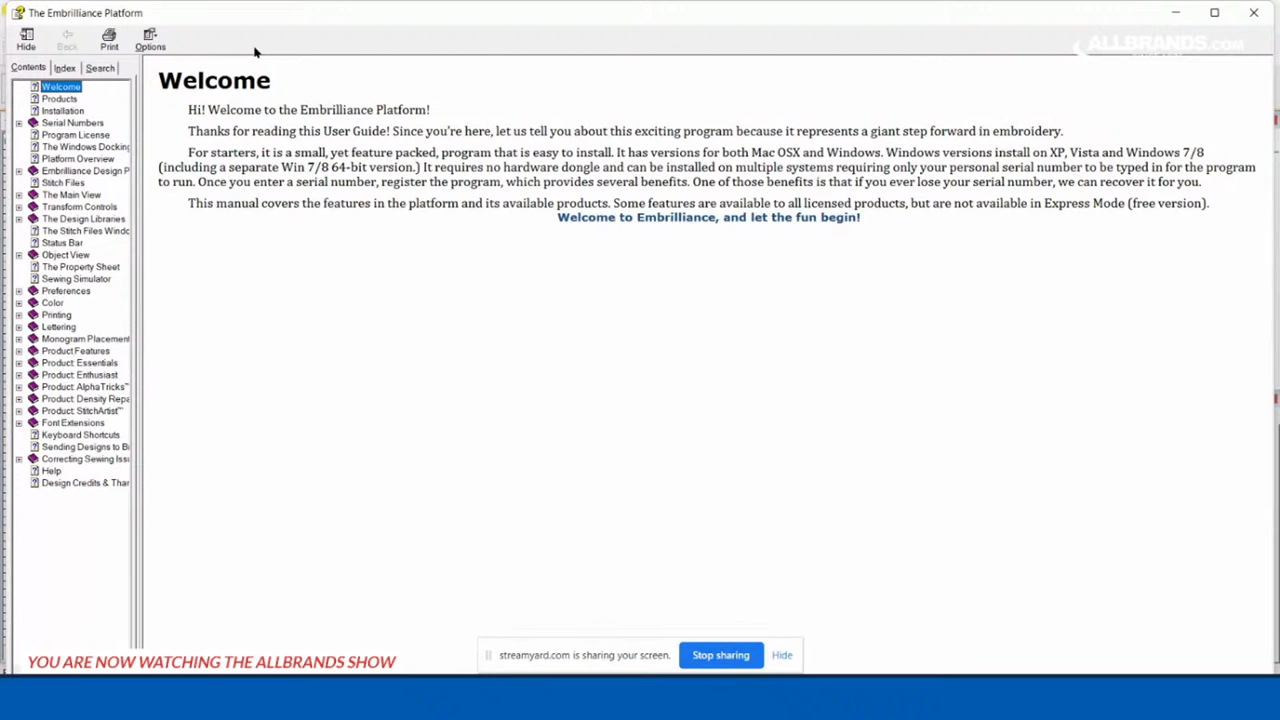 The Embrilliance Platform
ALLBRANDS.com
Hide
Back
Print
Options
Contents
Index
Search
Welcome
Products
Installation
Serial Numbers
Program License
The Windows Docking
Platform Overview
Embrilliance Design P
Stitch Files
The Main View
Transform Controls
The Design Libraries
The Stitch Files Windo
Status Bar
Object View
The Property Sheet
Sewing Simulator
Preferences
Color
Printing
Lettering
Monogram Placement
Product Features
Product: Essentials
Product: Enthusiast
Product: AlphaTricks™
Product: Density Repa
Product: StitchArtist™
Font Extensions
Keyboard Shortcuts
Sending Designs to B
Correcting Sewing Iss
Help
Design Credits & Than
Welcome
Hi! Welcome to the Embrilliance Platform!
Thanks for reading this User Guide! Since you're here, let us tell you about this exciting program because it represents a giant step forward in embroidery.
For starters, it is a small, yet feature packed, program that is easy to install. It has versions for both Mac OSX and Windows. Windows versions install on XP, Vista and Windows 7/8
(including a separate Win 7/8 64-bit version.) It requires no hardware dongle and can be installed on multiple systems requiring only your personal serial number to be typed in for the program
to run. Once you enter a serial number, register the program, which provides several benefits. One of those benefits is that if you ever lose your serial number, we can recover it for you.
This manual covers the features in the platform and its available products. Some features are available to all licensed products, but are not available in Express Mode (free version).
Welcome to Embrilliance, and let the fun begin!
streamyard.com is sharing your screen.
Stop sharing
Hide
YOU ARE NOW WATCHING THE ALLBRANDS SHOW